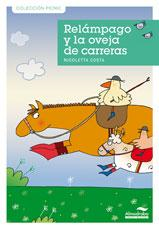 COLECCIÓN PICNIC
Relámpago
y la oveja
de carreras
NICOLETTA COSTA
Almadraba